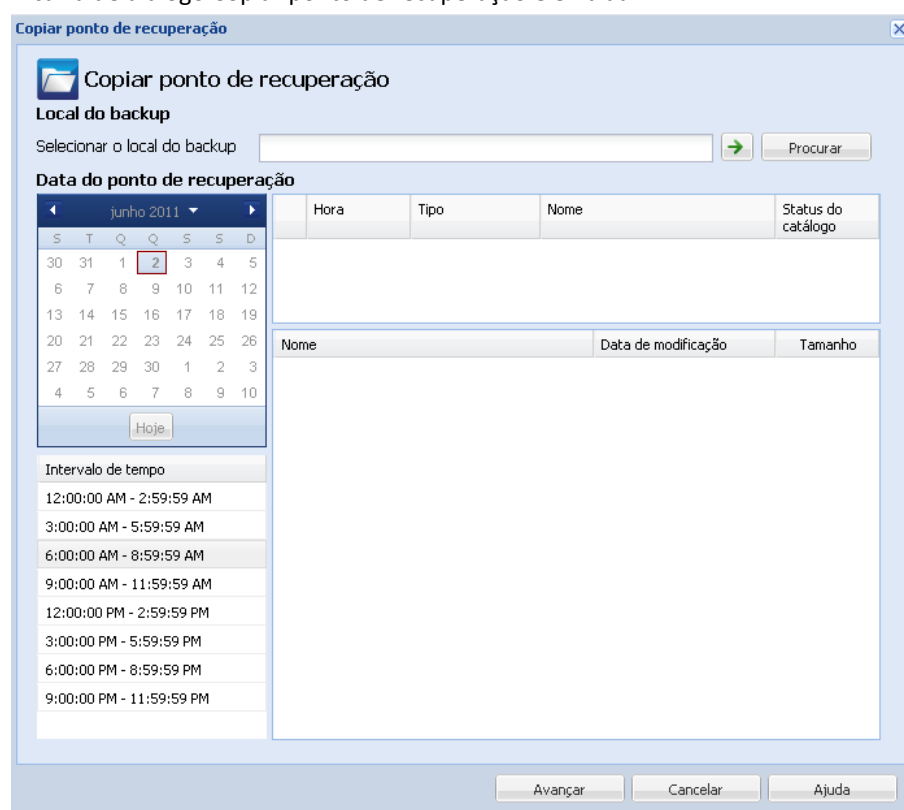 Copiar ponto de recuperação
Copiar ponto de recuperação
Local do backup
Selecionar o local do backup
Procurar
Data do ponto de recuperação
junho 2011
S T Q Q S S D
30 31 1 2 3 4 5
6 7 8 9 10 11 12
13 14 15 16 17 18 19
20 21 22 23 24 25 26
27 28 29 30 1 2 3
4 5 6 7 8 9 10
Hoje
Hora Tipo Nome Status do
catálogo
Nome Data de modificação Tamanho
Intervalo de tempo
12:00:00 AM - 2:59:59 AM
3:00:00 AM - 5:59:59 AM
6:00:00 AM - 8:59:59 AM
9:00:00 AM - 11:59:59 AM
12:00:00 PM - 2:59:59 PM
3:00:00 PM - 5:59:59 PM
6:00:00 PM - 8:59:59 PM
9:00:00 PM - 11:59:59 PM
Avançar Cancelar Ajuda